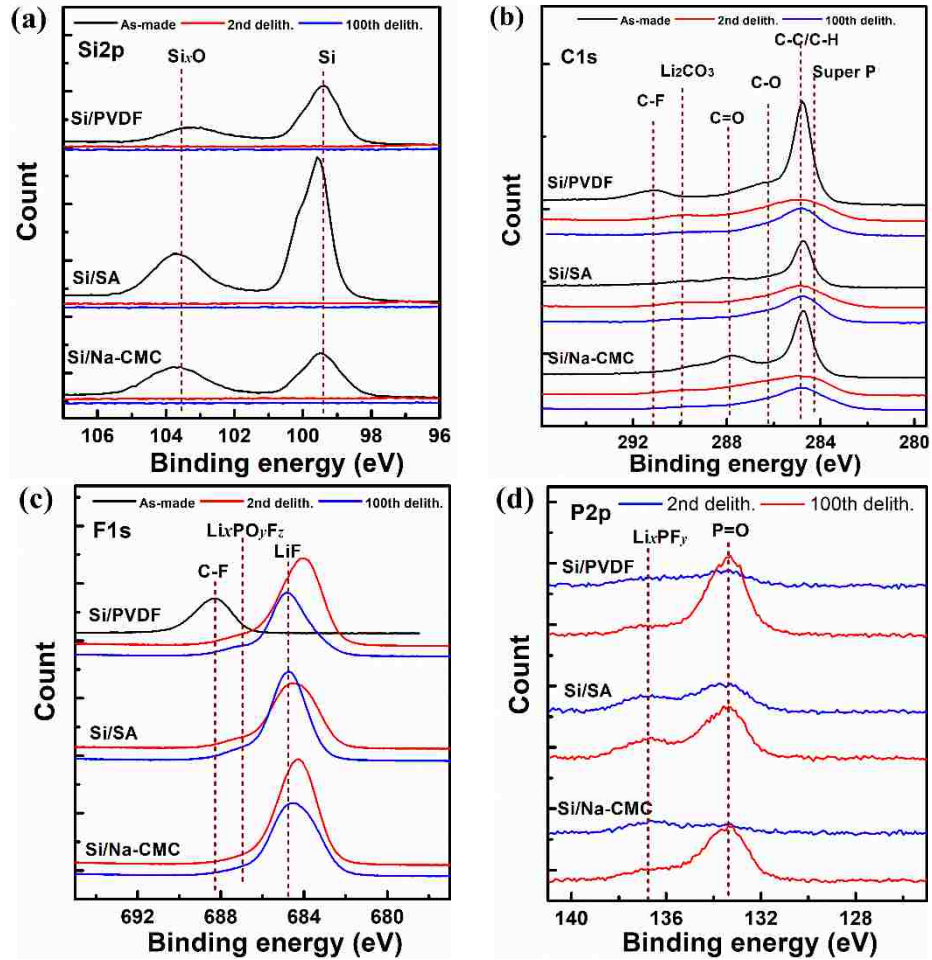 (a)
As-made 2nd delith. 100th delith.
Si2p
SixO Si
Si/PVDF
Si/SA
Si/Na-CMC
Count
106 104 102 100 98 96
Binding energy (eV)
(b)
As-made 2nd delith. 100th delith.
C1s
C-C/C-H
Li2CO3
C-O
Super P
C-F
C=O
Si/PVDF
Si/SA
Si/Na-CMC
Count
292 288 284 280
Binding energy (eV)
(c)
As-made 2nd delith. 100th delith.
F1s
LixPOyFz
C-F
LiF
Si/PVDF
Si/SA
Si/Na-CMC
Count
692 688 684 680
Binding energy (eV)
(d)
2nd delith. 100th delith.
P2p
LixPFy
P=O
Si/PVDF
Si/SA
Si/Na-CMC
Count
140 136 132 128
Binding energy (eV)